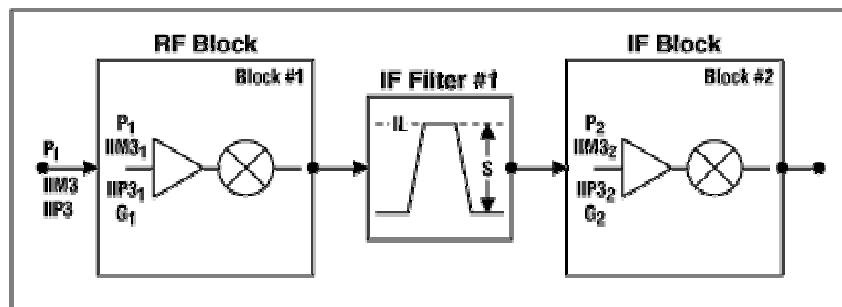 RF Block
Block #1
P1
IIM31
IIP31
G1
PI
IIM3
IIP3
IF Filter #1
IL
S
IF Block
Block #2
P2
IIM32
IIP32
G2